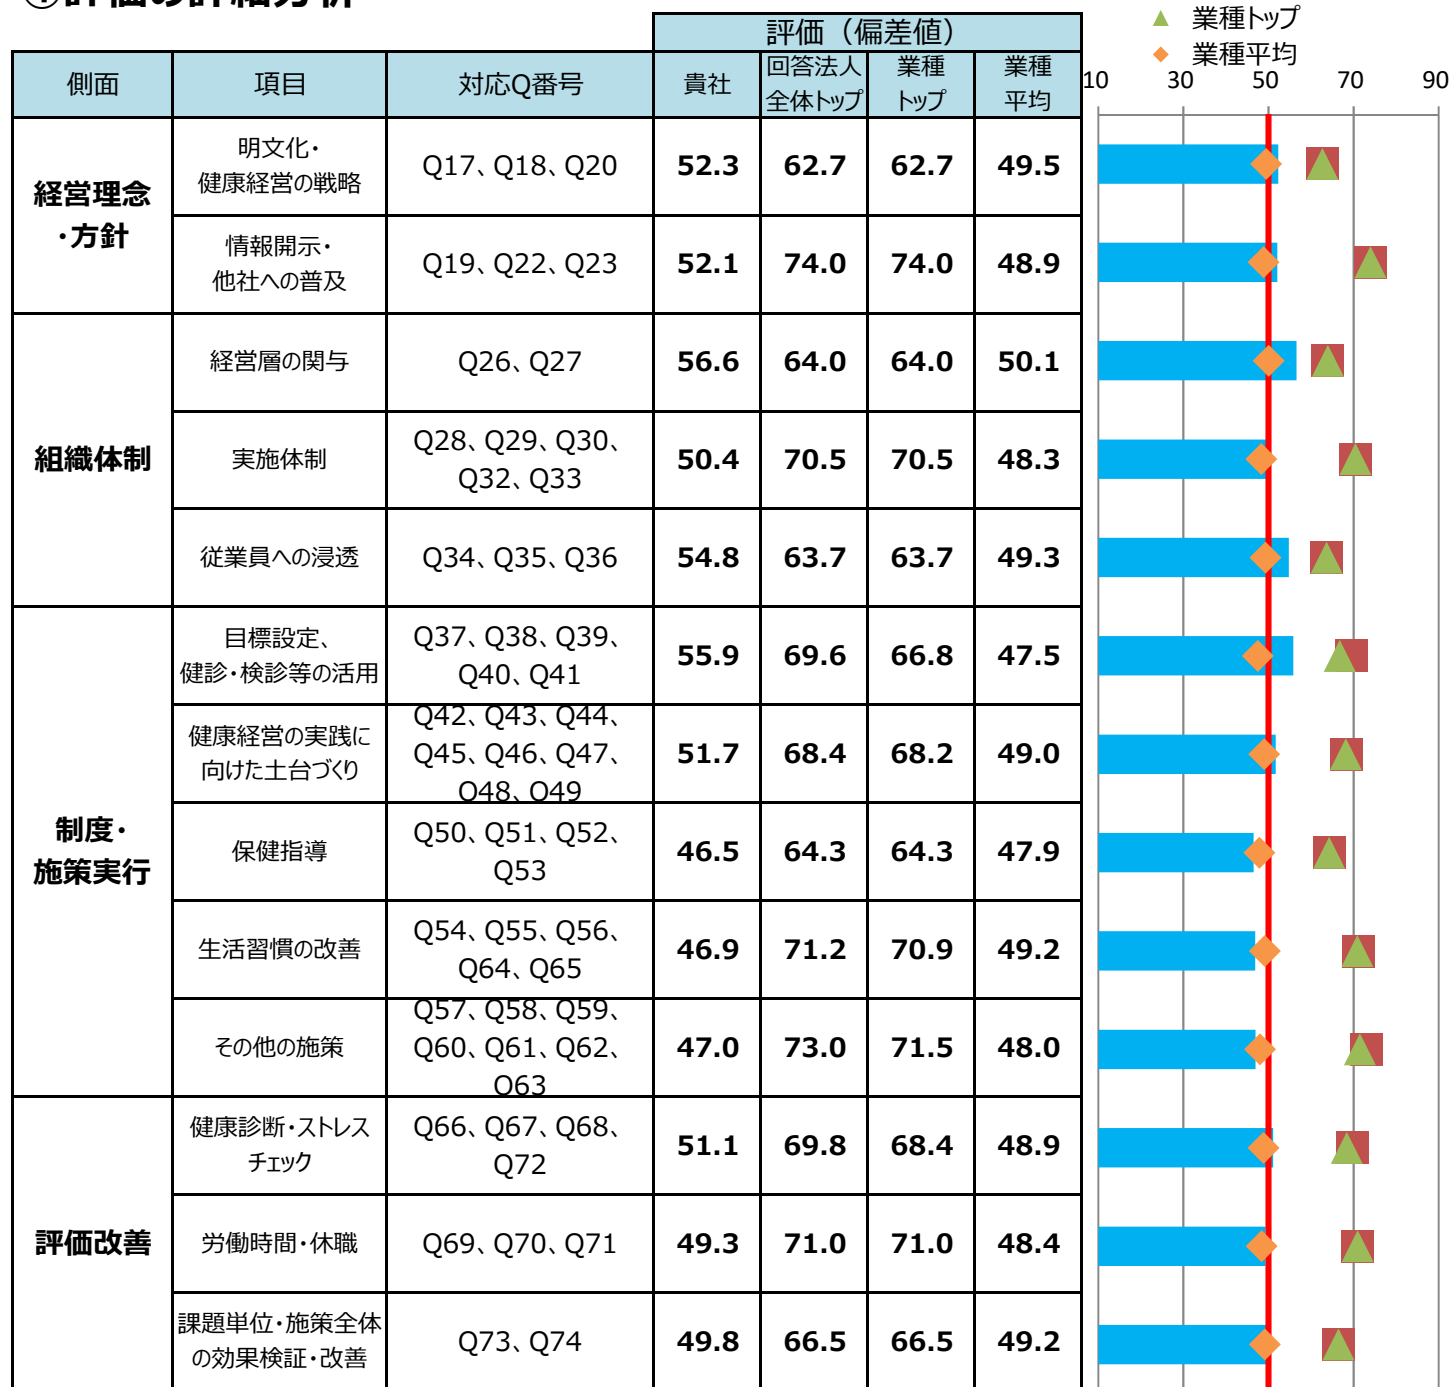 ④評価の詳細分析
評価（偏差値）
側面 項目 対応Q番号 貴社 回答法人全体トップ 業種トップ 業種平均
▲ 業種トップ
◆ 業種平均
10 30 50 70 90
経営理念・方針
明文化・健康経営の戦略 Q17、Q18、Q20 52.3 62.7 62.7 49.5
情報開示・他社への普及 Q19、Q22、Q23 52.1 74.0 74.0 48.9
組織体制
経営層の関与 Q26、Q27 56.6 64.0 64.0 50.1
実施体制 Q28、Q29、Q30、Q32、Q33 50.4 70.5 70.5 48.3
従業員への浸透 Q34、Q35、Q36 54.8 63.7 63.7 49.3
制度・施策実行
目標設定、健診・検診等の活用 Q37、Q38、Q39、Q40、Q41 55.9 69.6 66.8 47.5
健康経営の実践に向けた土台づくり Q42、Q43、Q44、Q45、Q46、Q47、Q48、Q49 51.7 68.4 68.2 49.0
保健指導 Q50、Q51、Q52、Q53 46.5 64.3 64.3 47.9
生活習慣の改善 Q54、Q55、Q56、Q64、Q65 46.9 71.2 70.9 49.2
その他の施策 Q57、Q58、Q59、Q60、Q61、Q62、Q63 47.0 73.0 71.5 48.0
評価改善
健康診断・ストレスチェック Q66、Q67、Q68、Q72 51.1 69.8 68.4 48.9
労働時間・休職 Q69、Q70、Q71 49.3 71.0 71.0 48.4
課題単位・施策全体の効果検証・改善 Q73、Q74 49.8 66.5 66.5 49.2